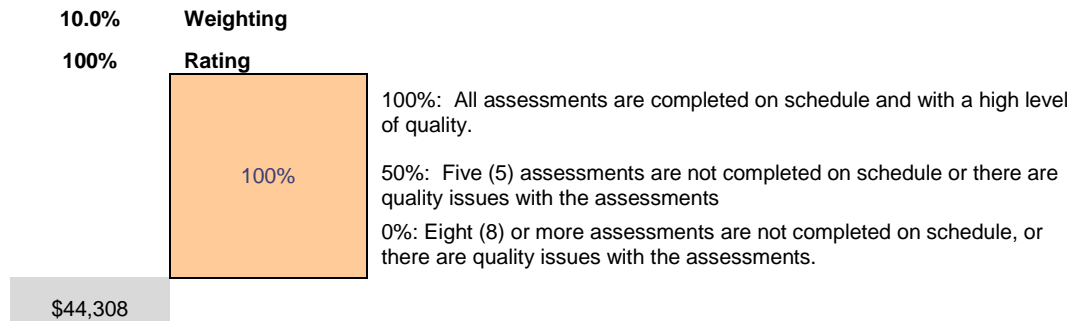 10.0% Weighting
100% Rating
100%
100%: All assessments are completed on schedule and with a high level
of quality.
50%: Five (5) assessments are not completed on schedule or there are
quality issues with the assessments
0%: Eight (8) or more assessments are not completed on schedule, or
there are quality issues with the assessments.
$44,308